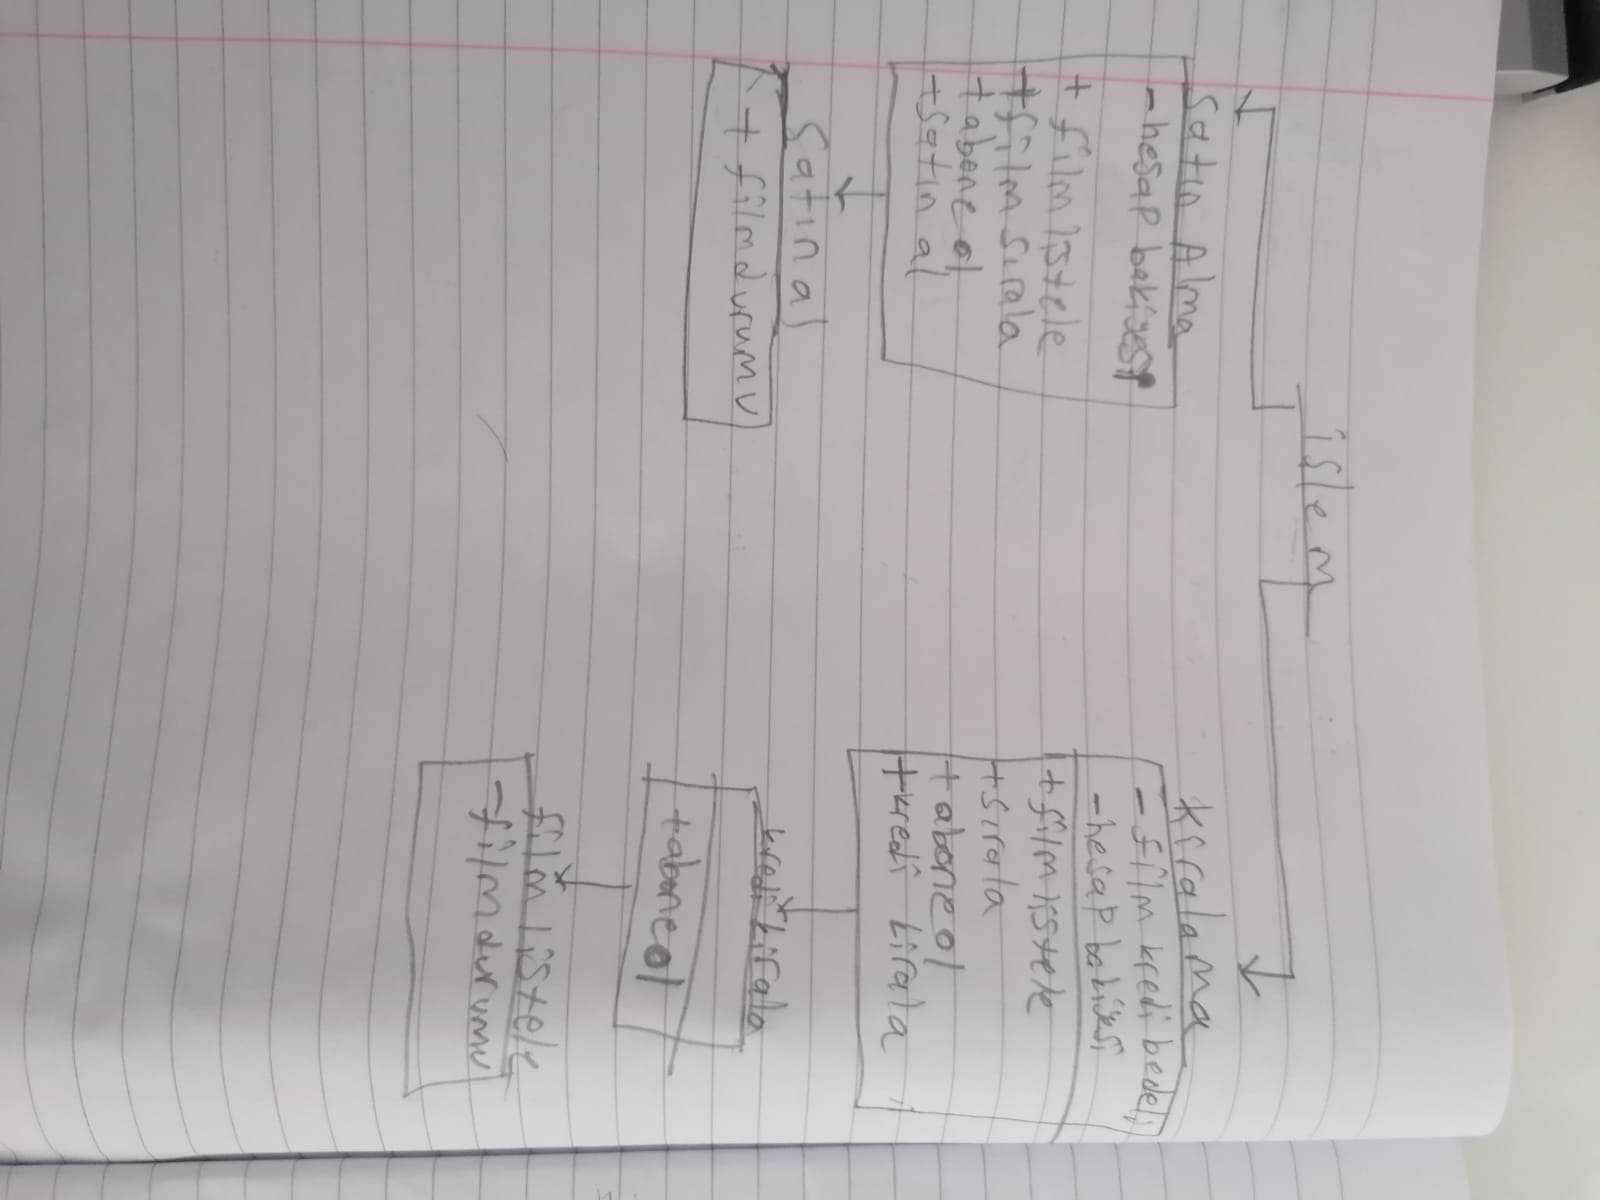 işlem
Satın Alma
- hesap bakiyesi
+ film listele
+ film sırala
+ abone ol
+ satın al
Satın al
+ film durumu
kiralama
- film kredi bedeli
- hesap bakiyesi
+ film listele
+ sırala
+ abone ol
+ kredi kirala
kredi kirala
+ abone ol
film listele
- film durumu